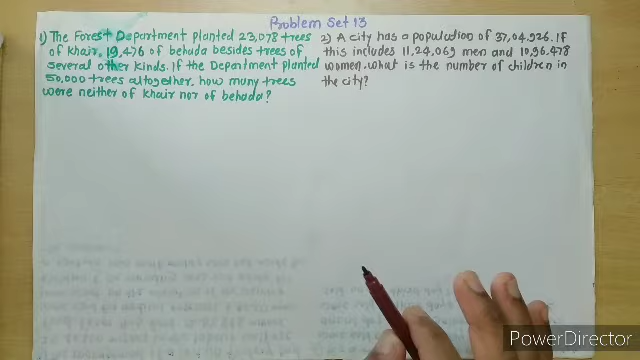 Problem Set 13
1) The Forest Department planted 23,078 trees
of khair, 19,476 of behada besides trees of
several other kinds. If the Department planted
50,000 trees altogether. how many trees
were neither of khair nor of behada?
2) A city has a population of 37,04,926. If
this includes 11,24,069 men and 10,96,478
women. what is the number of children in
the city?
PowerDirector